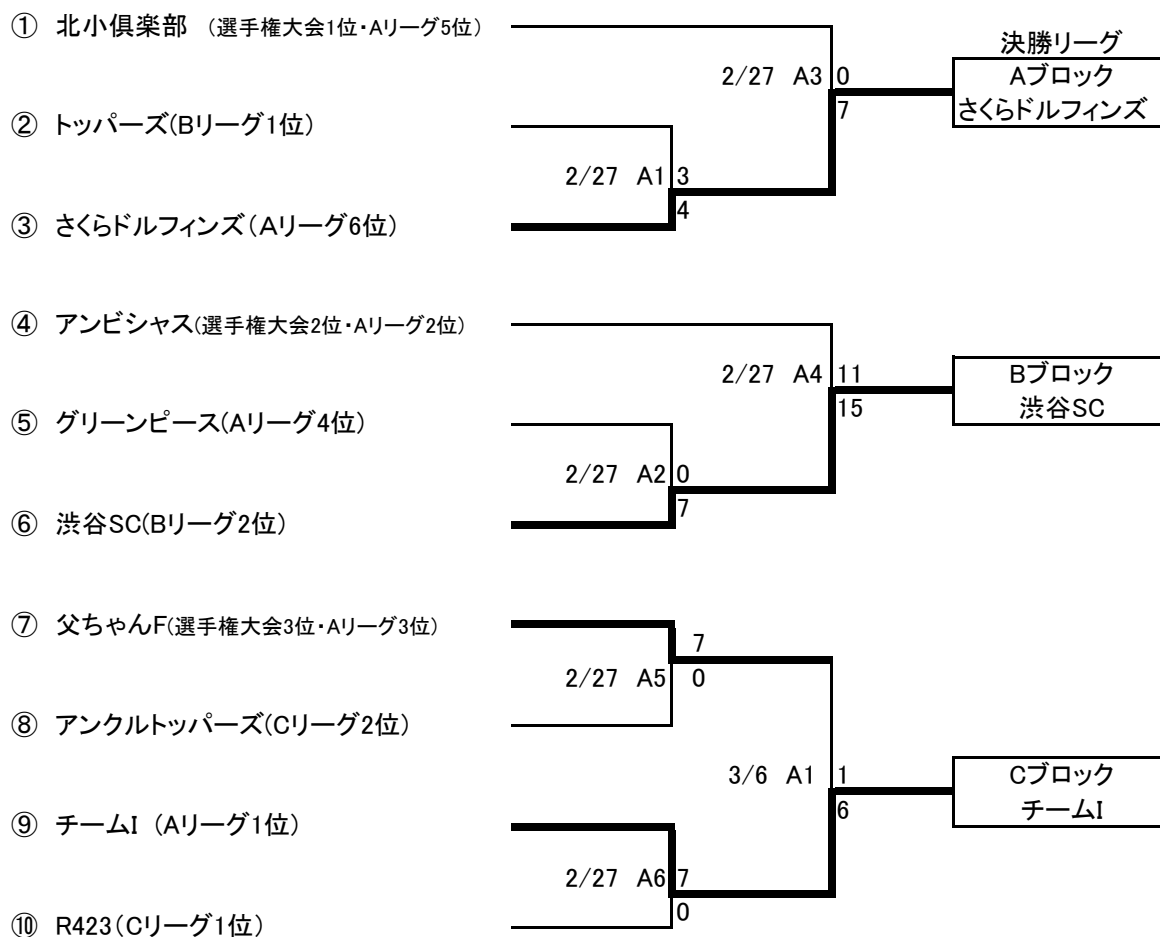 ① 北小倶楽部 (選手権大会1位・Aリーグ5位)
決勝リーグ
2/27 A3 0
Aブロック
7
さくらドルフィンズ
② トッパーズ(Bリーグ1位)
2/27 A1 3
4
③ さくらドルフィンズ(Aリーグ6位)
④ アンビシャス(選手権大会2位・Aリーグ2位)
2/27 A4 11
Bブロック
15
渋谷SC
⑤ グリーンピース(Aリーグ4位)
2/27 A2 0
7
⑥ 渋谷SC(Bリーグ2位)
⑦ 父ちゃんF(選手権大会3位・Aリーグ3位)
7
2/27 A5 0
⑧ アンクルトッパーズ(Cリーグ2位)
3/6 A1 1
Cブロック
6
チームI
⑨ チームI (Aリーグ1位)
2/27 A6 7
0
⑩ R423(Cリーグ1位)